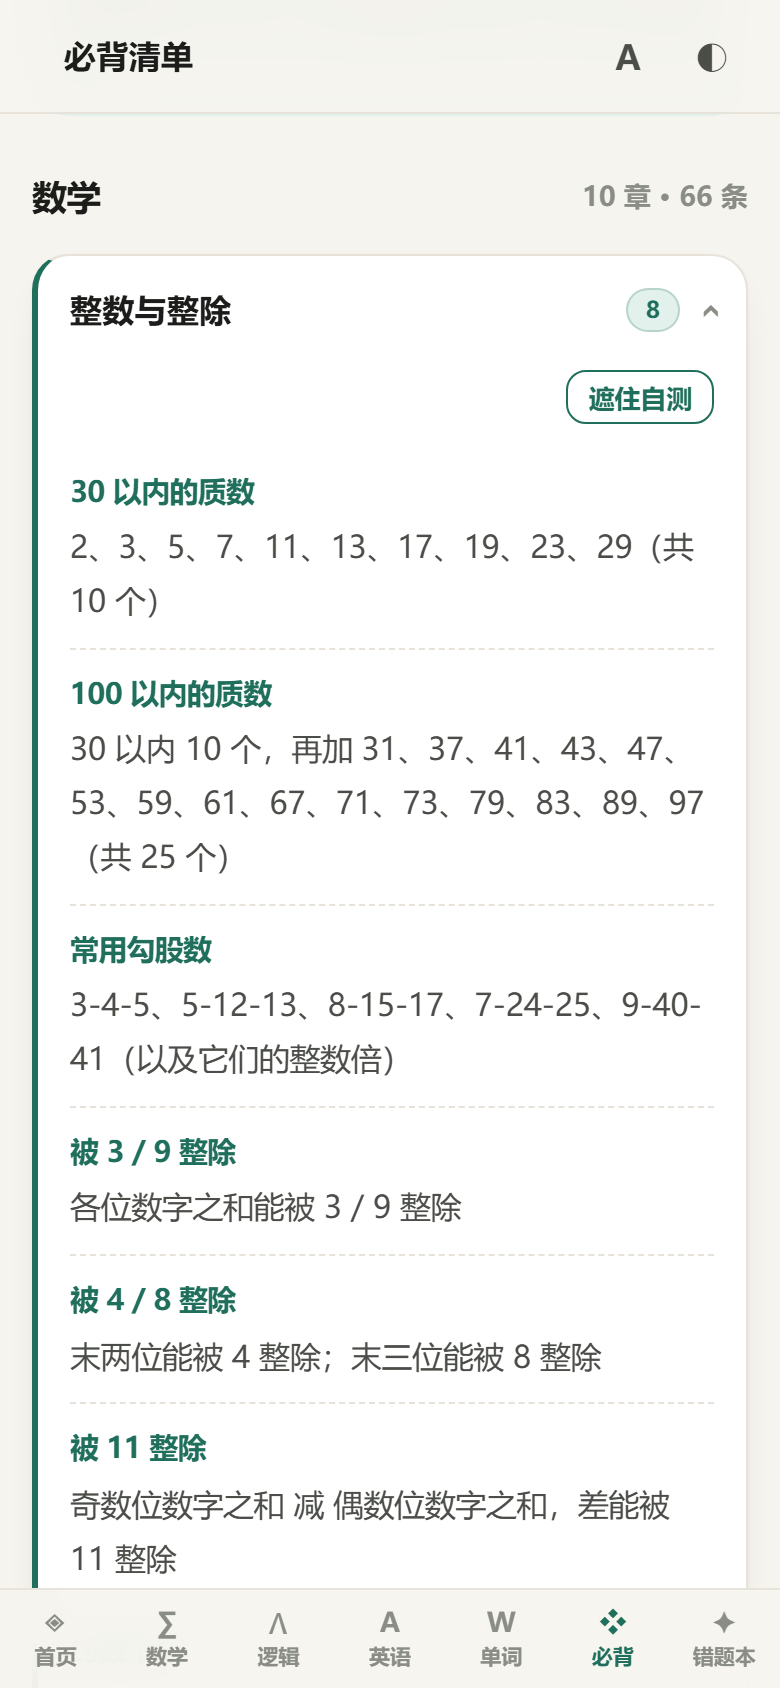 必背清单 A
数学 10 章 • 66 条
整数与整除 8
遮住自测
30 以内的质数
2、3、5、7、11、13、17、19、23、29（共
10 个）
100 以内的质数
30 以内 10 个，再加 31、37、41、43、47、
53、59、61、67、71、73、79、83、89、97
（共 25 个）
常用勾股数
3-4-5、5-12-13、8-15-17、7-24-25、9-40-
41（以及它们的整数倍）
被 3 / 9 整除
各位数字之和能被 3 / 9 整除
被 4 / 8 整除
末两位能被 4 整除；末三位能被 8 整除
被 11 整除
奇数位数字之和 减 偶数位数字之和，差能被
11 整除
∑ Λ A W
首页 数学 逻辑 英语 单词 必背 错题本